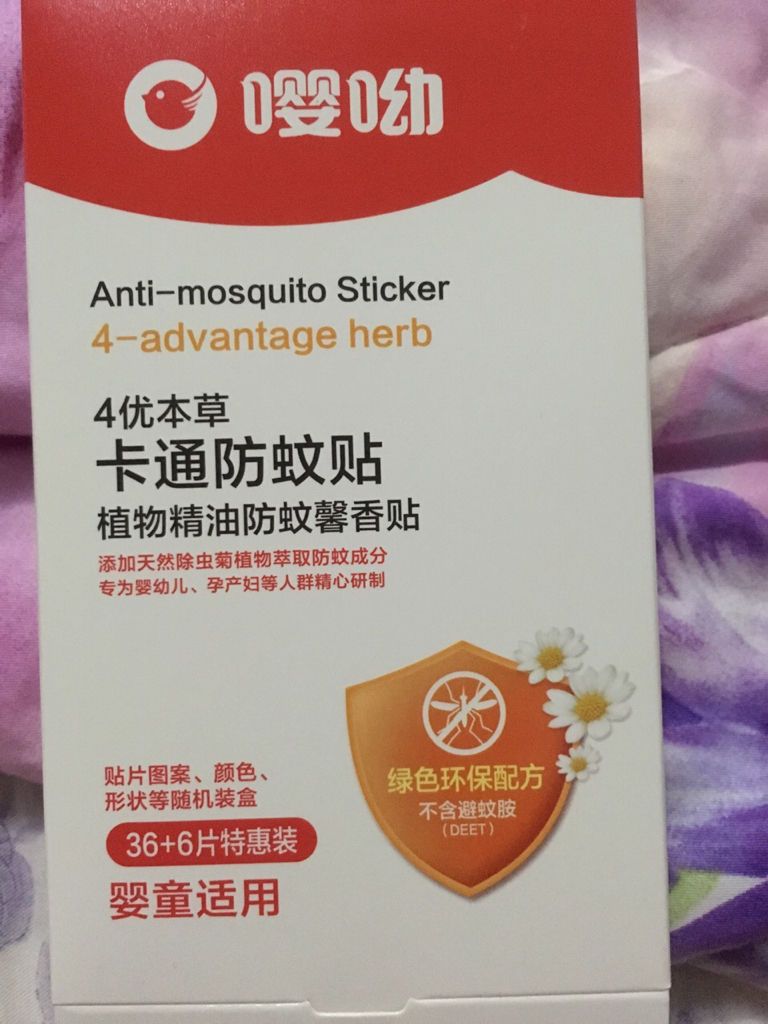 嘤呦
Anti-mosquito Sticker
4-advantage herb
4优本草
卡通防蚊贴
植物精油防蚊馨香贴
添加天然除虫菊植物萃取防蚊成分
专为婴幼儿、孕产妇等人群精心研制
绿色环保配方
不含避蚊胺
(DEET)
贴片图案、颜色、
形状等随机装盒
36+6片特惠装
婴童适用